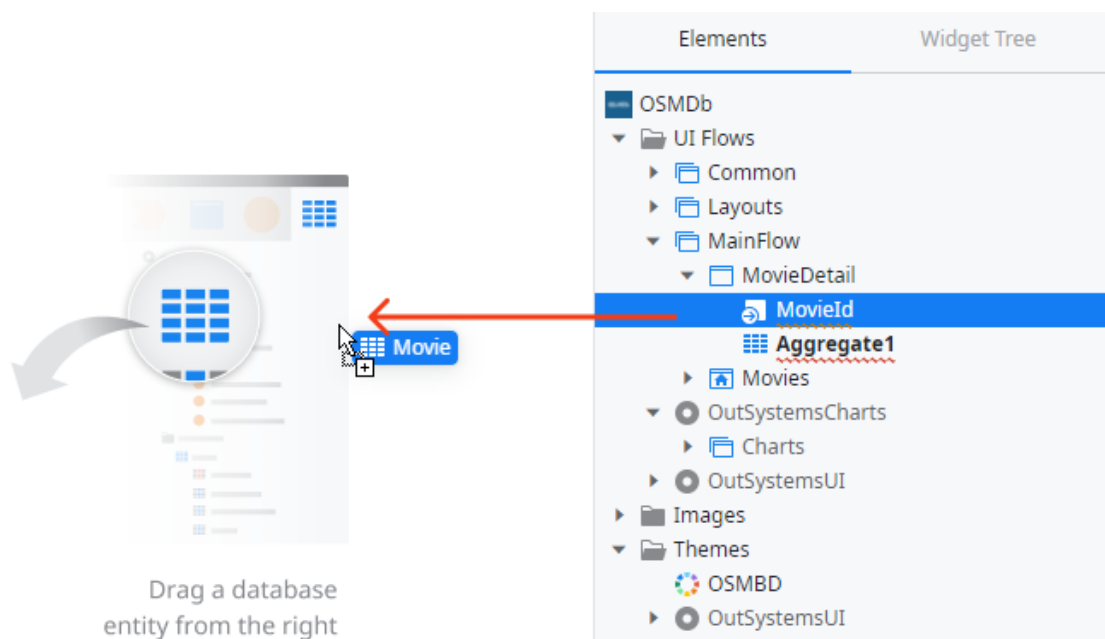 Elements
Widget Tree
OSMDb
UI Flows
Common
Layouts
MainFlow
MovieDetail
MovieId
Aggregate1
Movies
OutSystemsCharts
Charts
OutSystemsUI
Images
Themes
OSMBD
OutSystemsUI
Movie
Drag a database
entity from the right